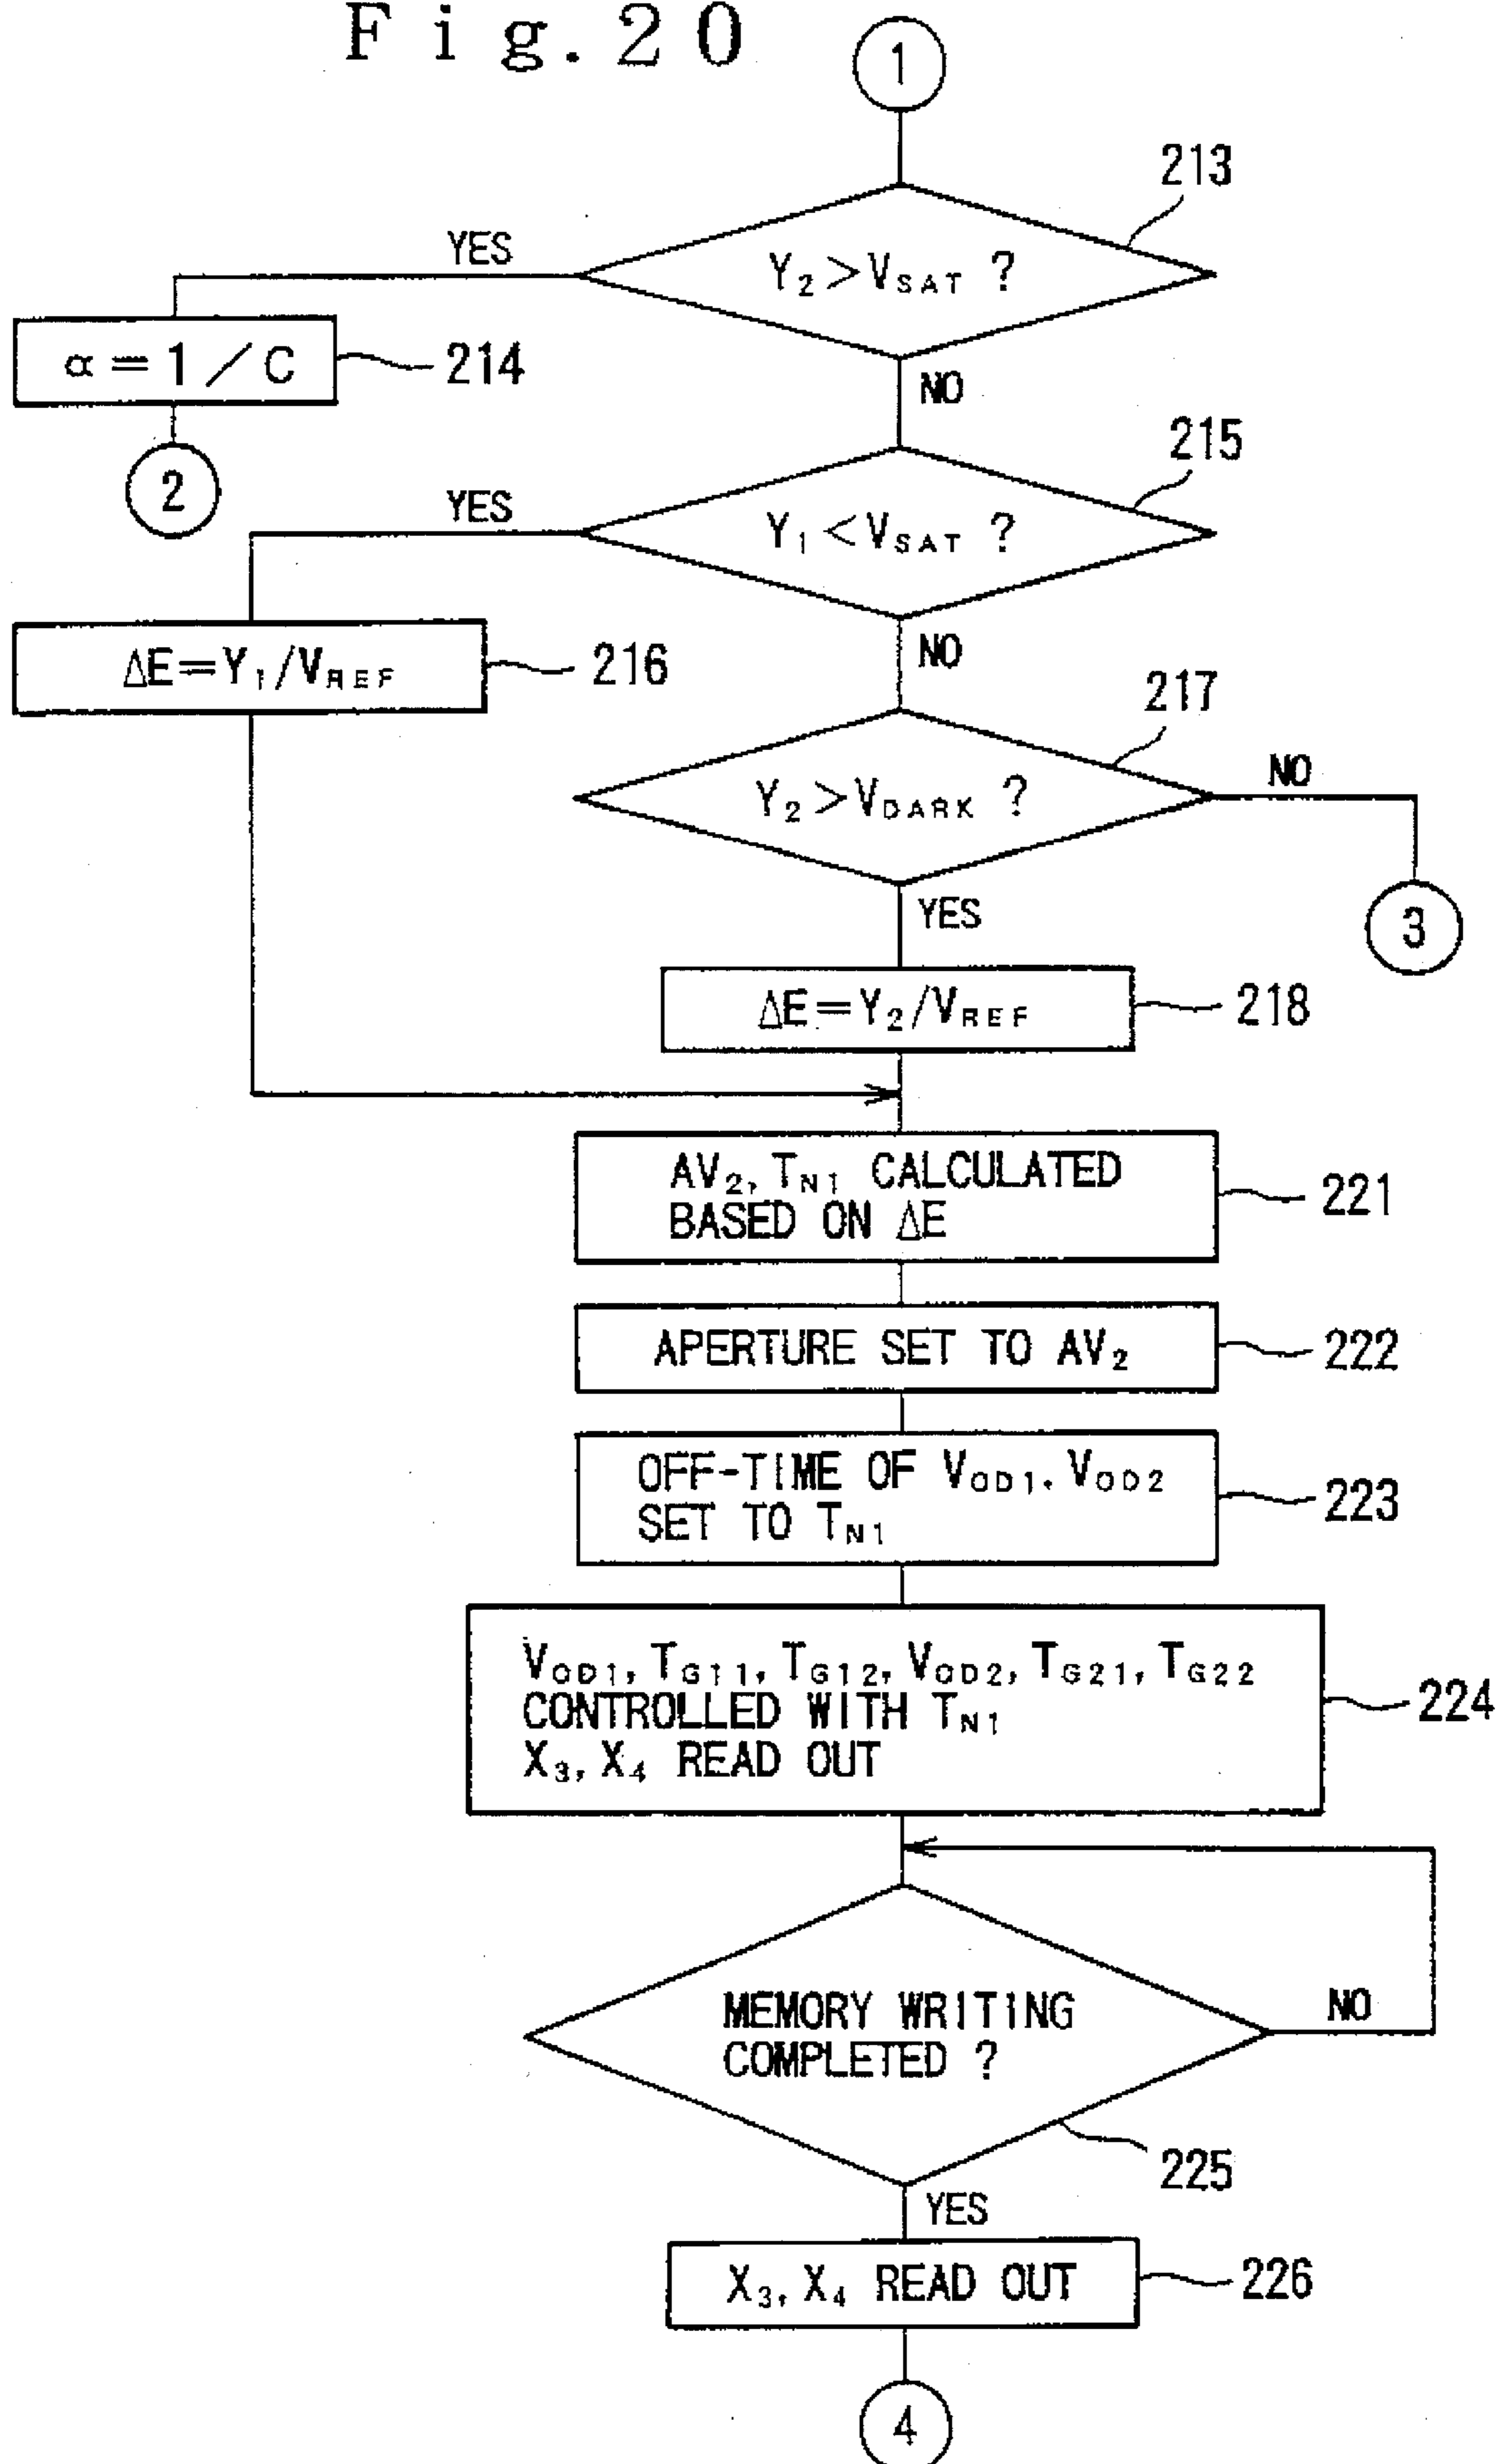 Fig.20
1
213
YES
Y₂>V_SAT ?
α=1/C
214
NO
2
215
YES
Y₁<V_SAT ?
ΔE=Y₁/V_REF
216
NO
217
Y₂>V_DARK ?
NO
YES
3
ΔE=Y₂/V_REF
218
AV₂, T_N1 CALCULATED
BASED ON ΔE
221
APERTURE SET TO AV₂
222
OFF-TIME OF V_OD1, V_OD2
SET TO T_N1
223
V_OD1, T_G11, T_G12, V_OD2, T_G21, T_G22
CONTROLLED WITH T_N1
X₃, X₄ READ OUT
224
MEMORY WRITING
COMPLETED ?
NO
225
YES
X₃, X₄ READ OUT
226
4